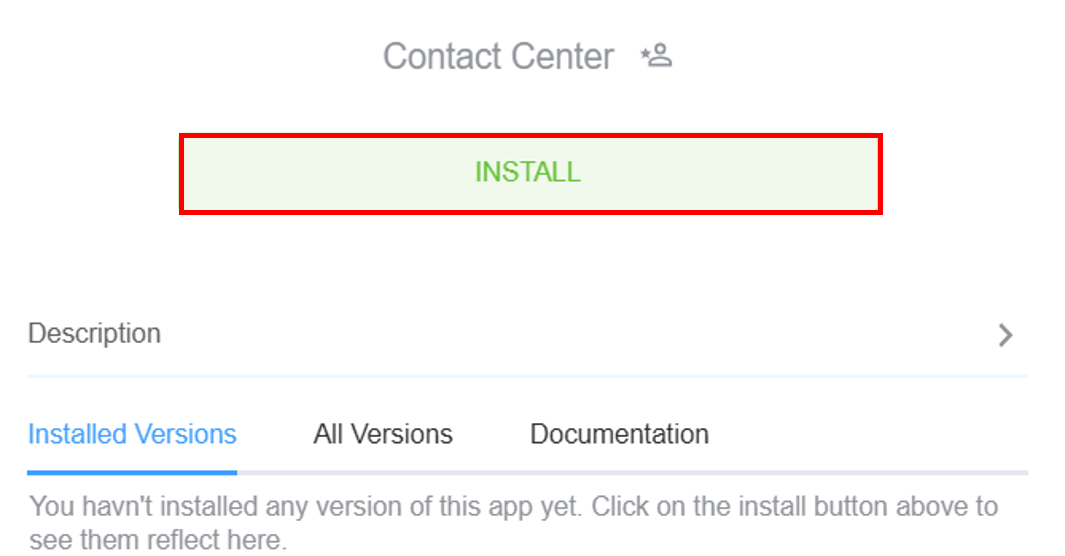 Contact Center
INSTALL
Description
Installed Versions All Versions Documentation
You havn't installed any version of this app yet. Click on the install button above to
see them reflect here.